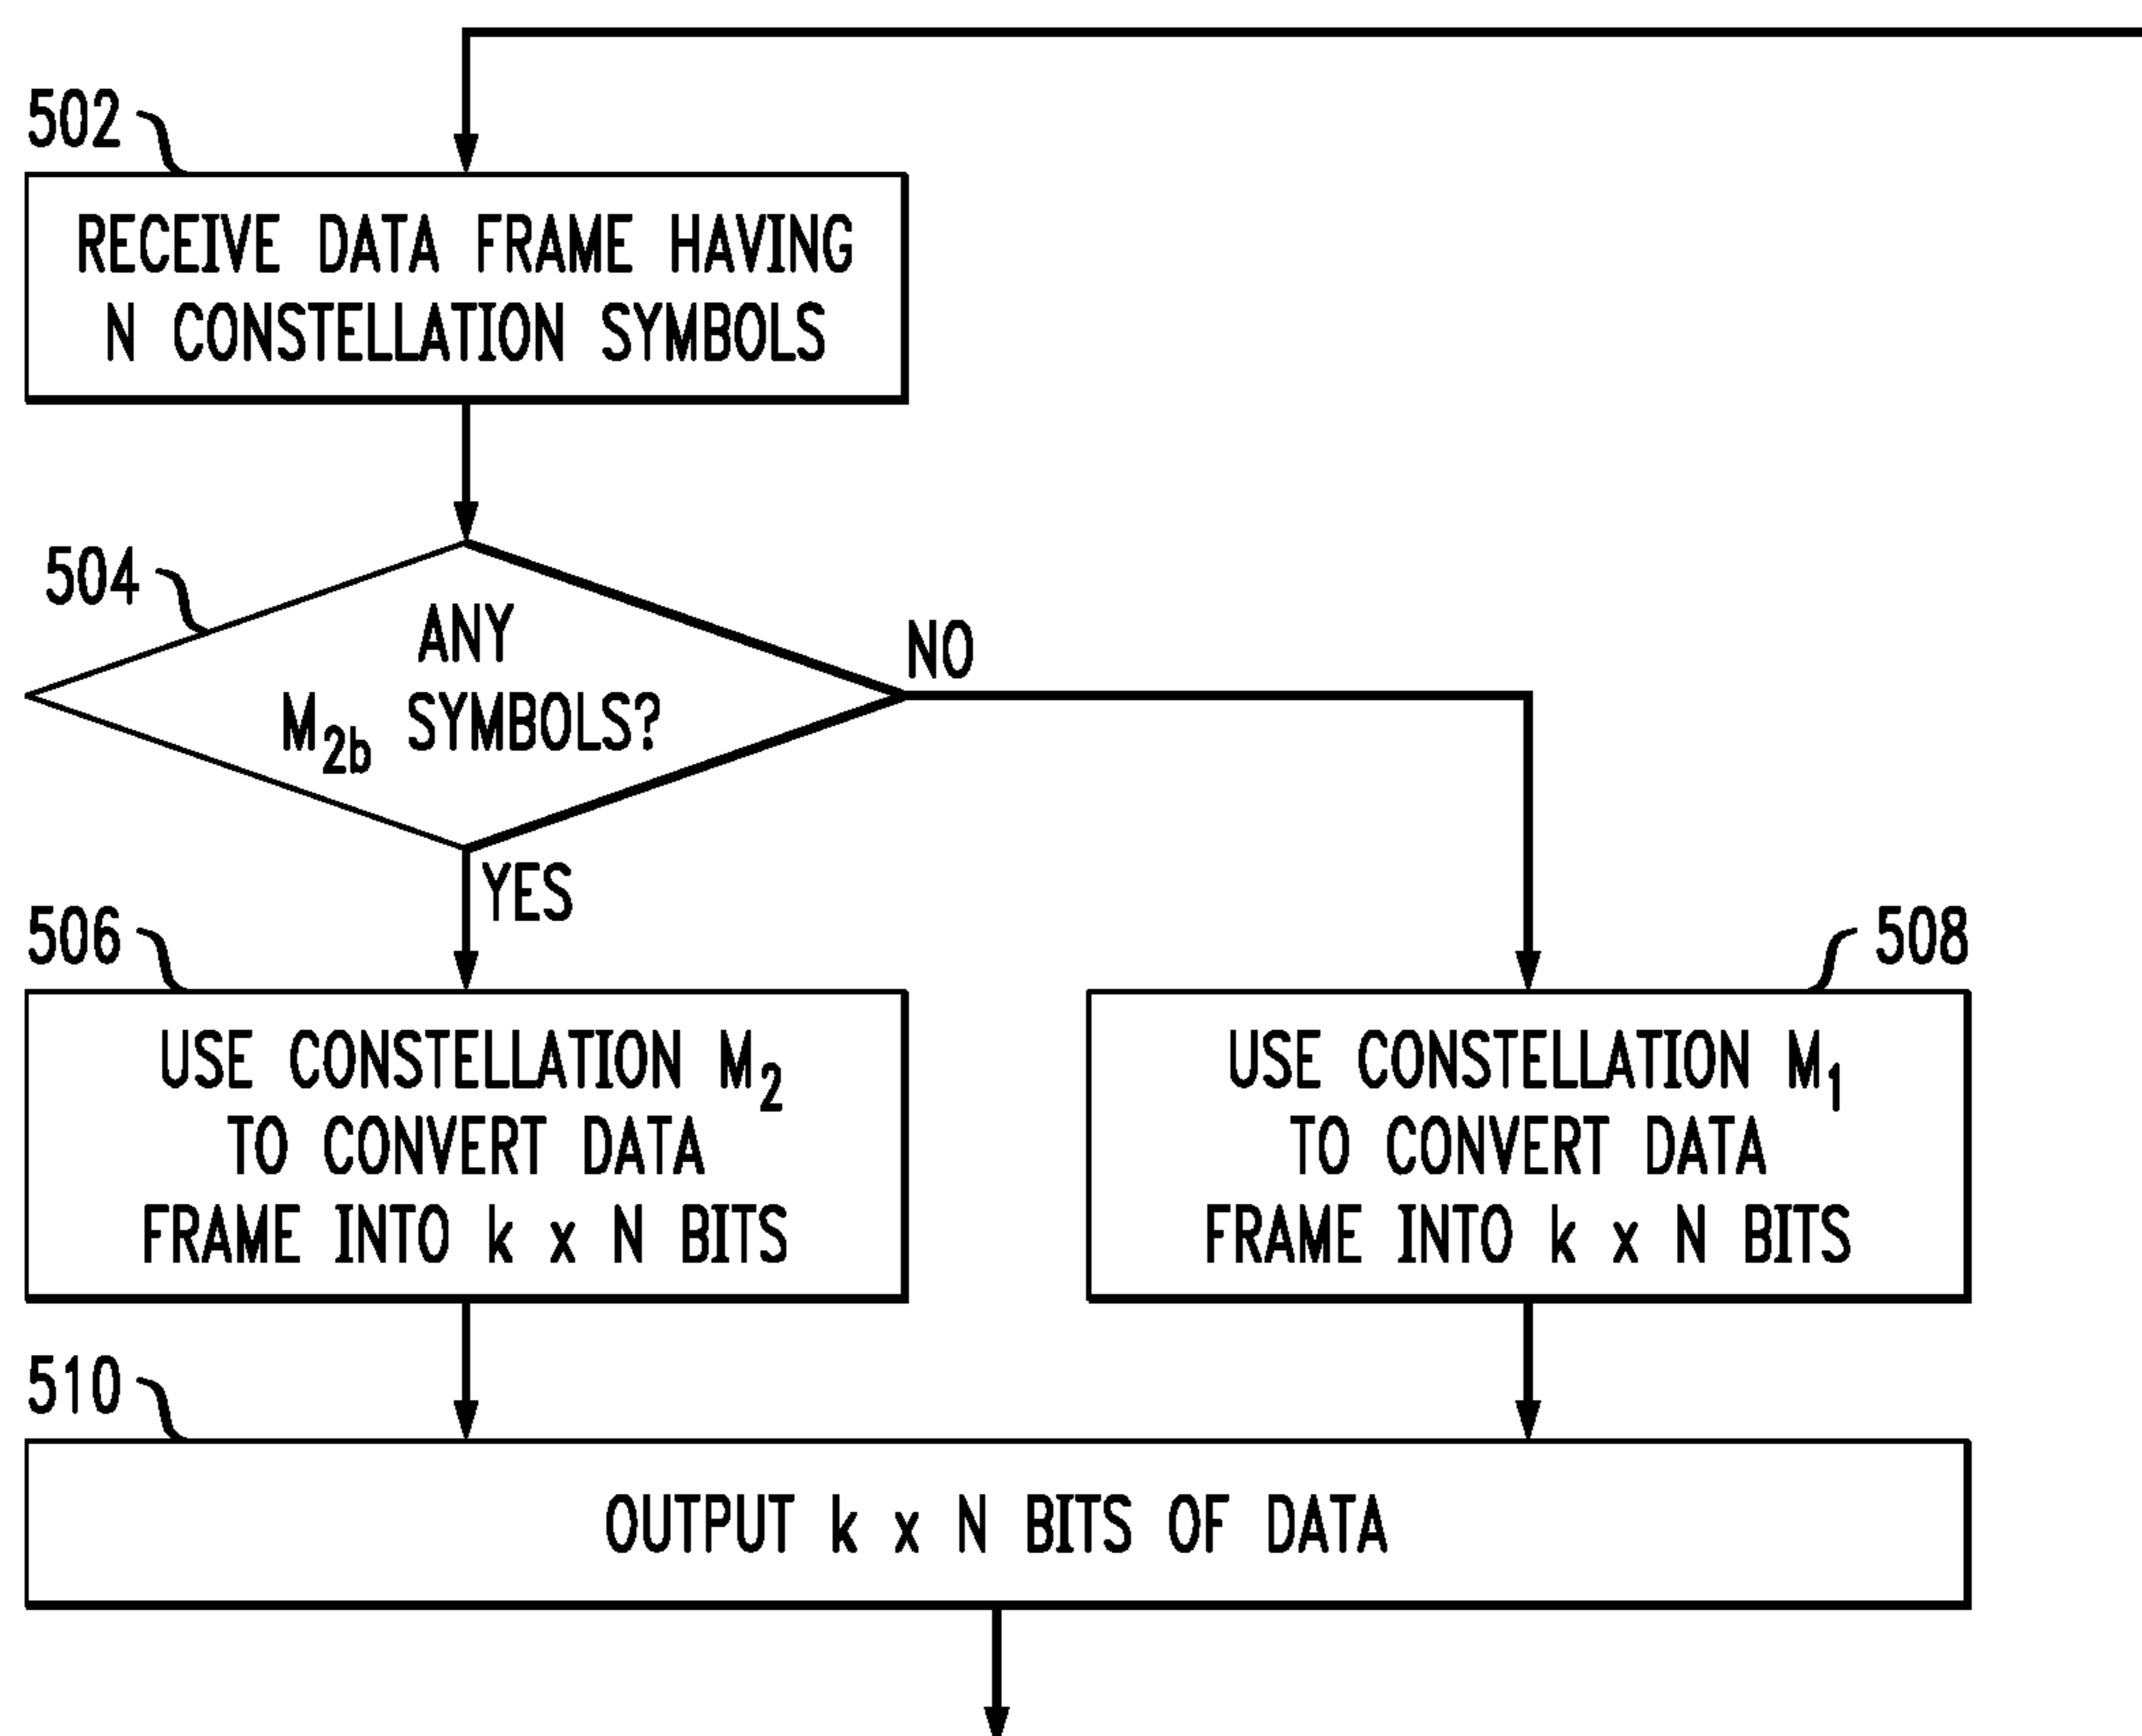 502
RECEIVE DATA FRAME HAVING
N CONSTELLATION SYMBOLS
504
ANY
M2b SYMBOLS?
NO
YES
506
USE CONSTELLATION M2
TO CONVERT DATA
FRAME INTO k x N BITS
508
USE CONSTELLATION M1
TO CONVERT DATA
FRAME INTO k x N BITS
510
OUTPUT k x N BITS OF DATA